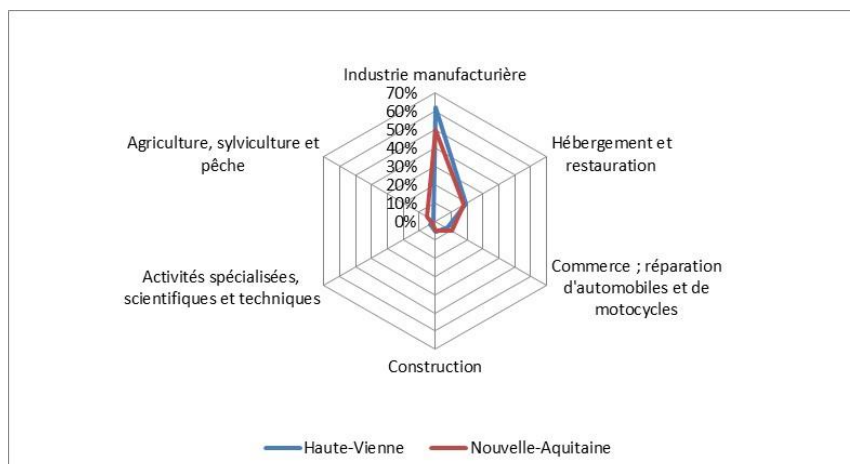 Industrie manufacturière
70%
60%
50%
40%
30%
20%
10%
0%
Hébergement et
restauration
Commerce ; réparation
d'automobiles et de
motocycles
Construction
Activités spécialisées,
scientifiques et techniques
Agriculture, sylviculture et
pêche
Haute-Vienne
Nouvelle-Aquitaine